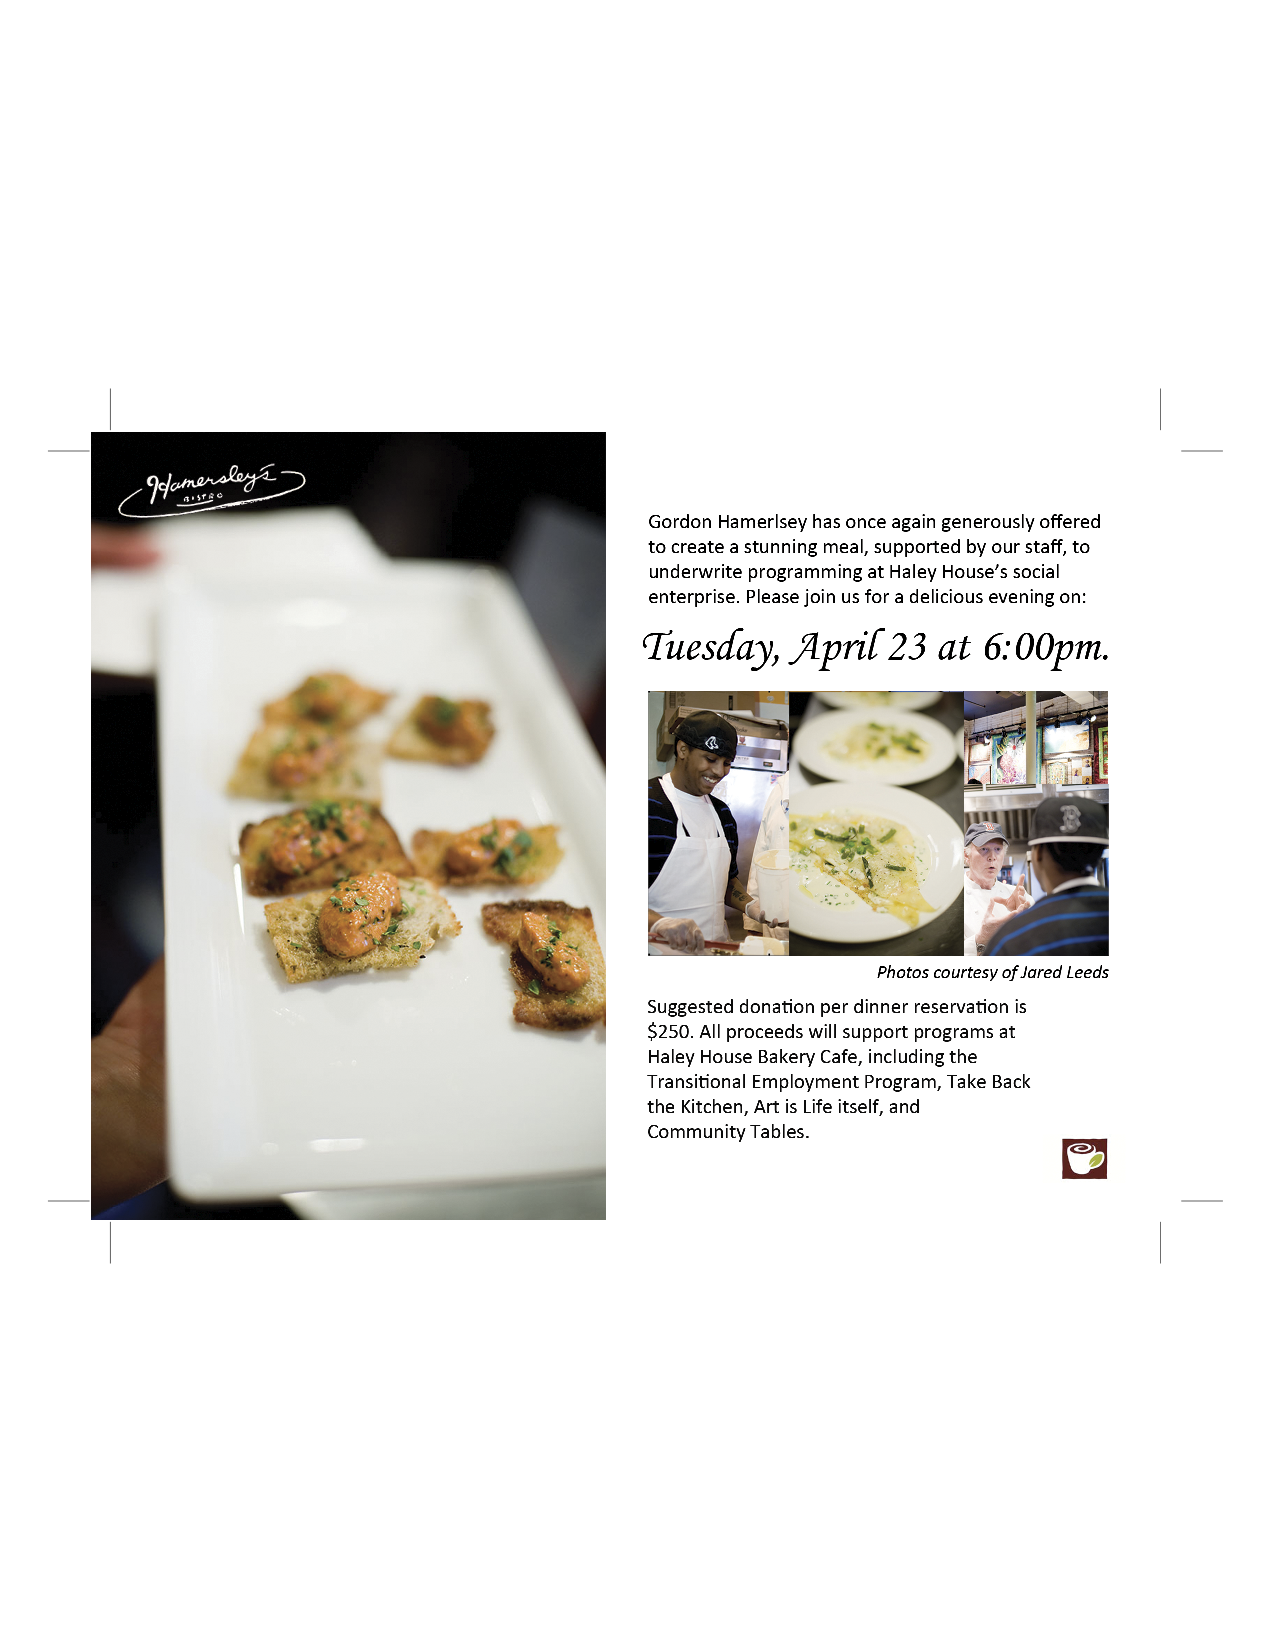 Hamersley's
BISTRO
Gordon Hamerlsey has once again generously offered
to create a stunning meal, supported by our staff, to
underwrite programming at Haley House's social
enterprise. Please join us for a delicious evening on:
Tuesday, April 23 at 6:00pm.
B
Photos courtesy of Jared Leeds
Suggested donation per dinner reservation is
$250. All proceeds will support programs at
Haley House Bakery Cafe, including the
Transitional Employment Program, Take Back
the Kitchen, Art is Life itself, and
Community Tables.